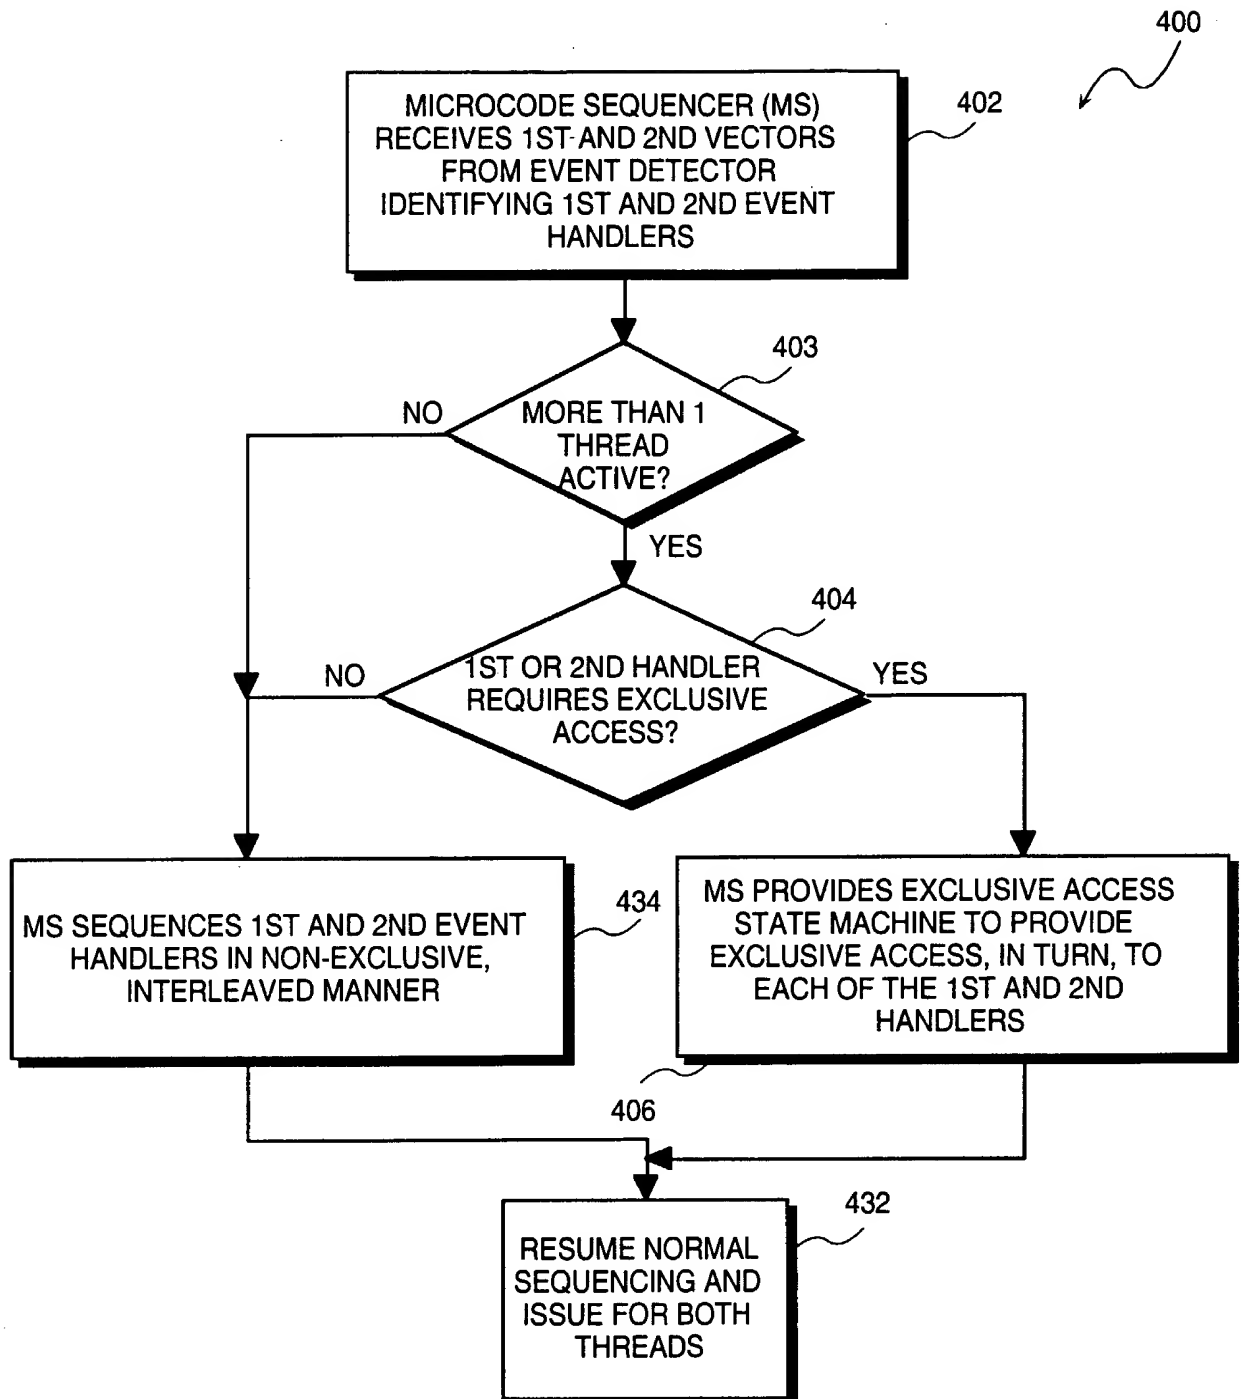 400
MICROCODE SEQUENCER (MS)
RECEIVES 1ST AND 2ND VECTORS
FROM EVENT DETECTOR
IDENTIFYING 1ST AND 2ND EVENT
HANDLERS
402
403
NO
MORE THAN 1
THREAD
ACTIVE?
YES
404
NO
1ST OR 2ND HANDLER
REQUIRES EXCLUSIVE
ACCESS?
YES
MS SEQUENCES 1ST AND 2ND EVENT
HANDLERS IN NON-EXCLUSIVE,
INTERLEAVED MANNER
434
MS PROVIDES EXCLUSIVE ACCESS
STATE MACHINE TO PROVIDE
EXCLUSIVE ACCESS, IN TURN, TO
EACH OF THE 1ST AND 2ND
HANDLERS
406
432
RESUME NORMAL
SEQUENCING AND
ISSUE FOR BOTH
THREADS